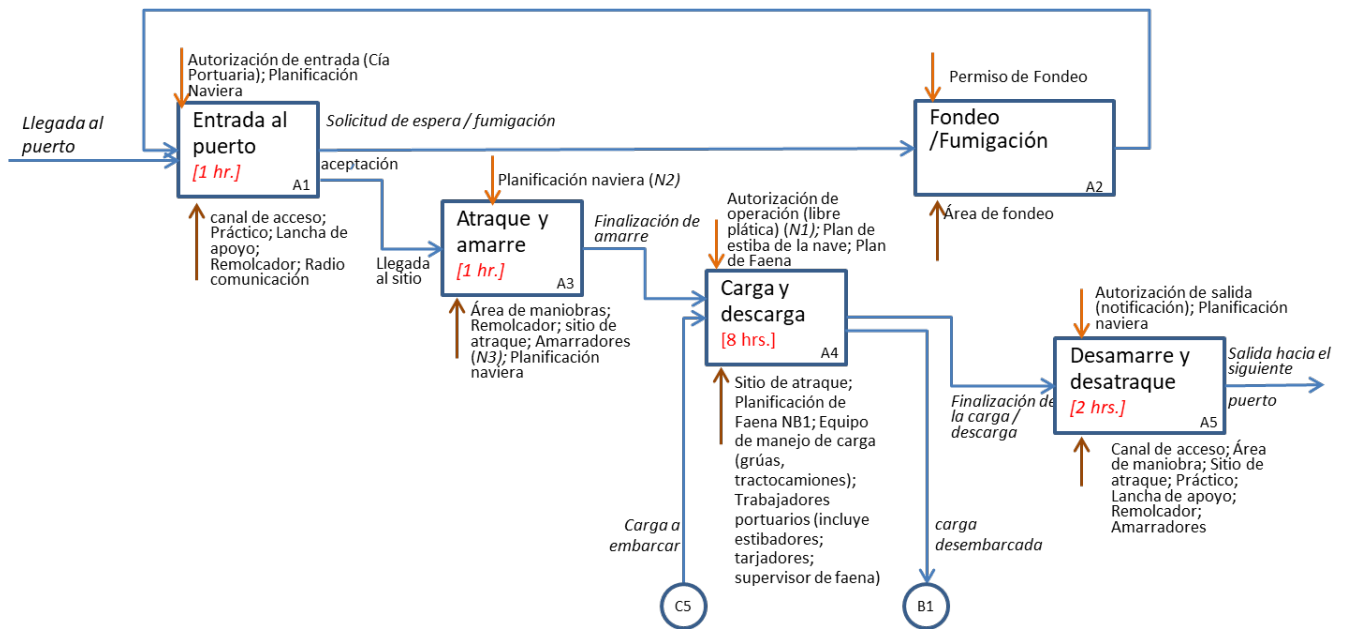 Llegada al
puerto
Autorización de entrada (Cía
Portuaria); Planificación
Naviera
Entrada al
puerto
[1 hr.]
A1
canal de acceso;
Práctico; Lancha de
apoyo;
Remolcador; Radio
comunicación
Solicitud de espera / fumigación
aceptación
Llegada
al sitio
Permiso de Fondeo
Fondeo
/Fumigación
A2
Área de fondeo
Planificación naviera (N2)
Atraque y
amarre
[1 hr.]
A3
Área de maniobras;
Remolcador; sitio de
atraque; Amarradores
(N3); Planificación
naviera
Finalización de
amarre
Autorización de
operación (libre
plática) (N1); Plan de
estiba de la nave; Plan
de Faena
Carga y
descarga
[8 hrs.]
A4
Sitio de atraque;
Planificación de
Faena NB1; Equipo
de manejo de carga
(grúas,
tractocamiones);
Trabajadores
portuarios (incluye
estibadores;
tarjadores;
supervisor de faena)
Carga a
embarcar
C5
carga
desembarcada
B1
Finalización de
la carga /
descarga
Autorización de salida
(notificación); Planificación
naviera
Desamarre y
desatraque
[2 hrs.]
A5
Canal de acceso; Área
de maniobra; Sitio de
atraque; Práctico;
Lancha de apoyo;
Remolcador;
Amarradores
Salida hacia el
siguiente
puerto